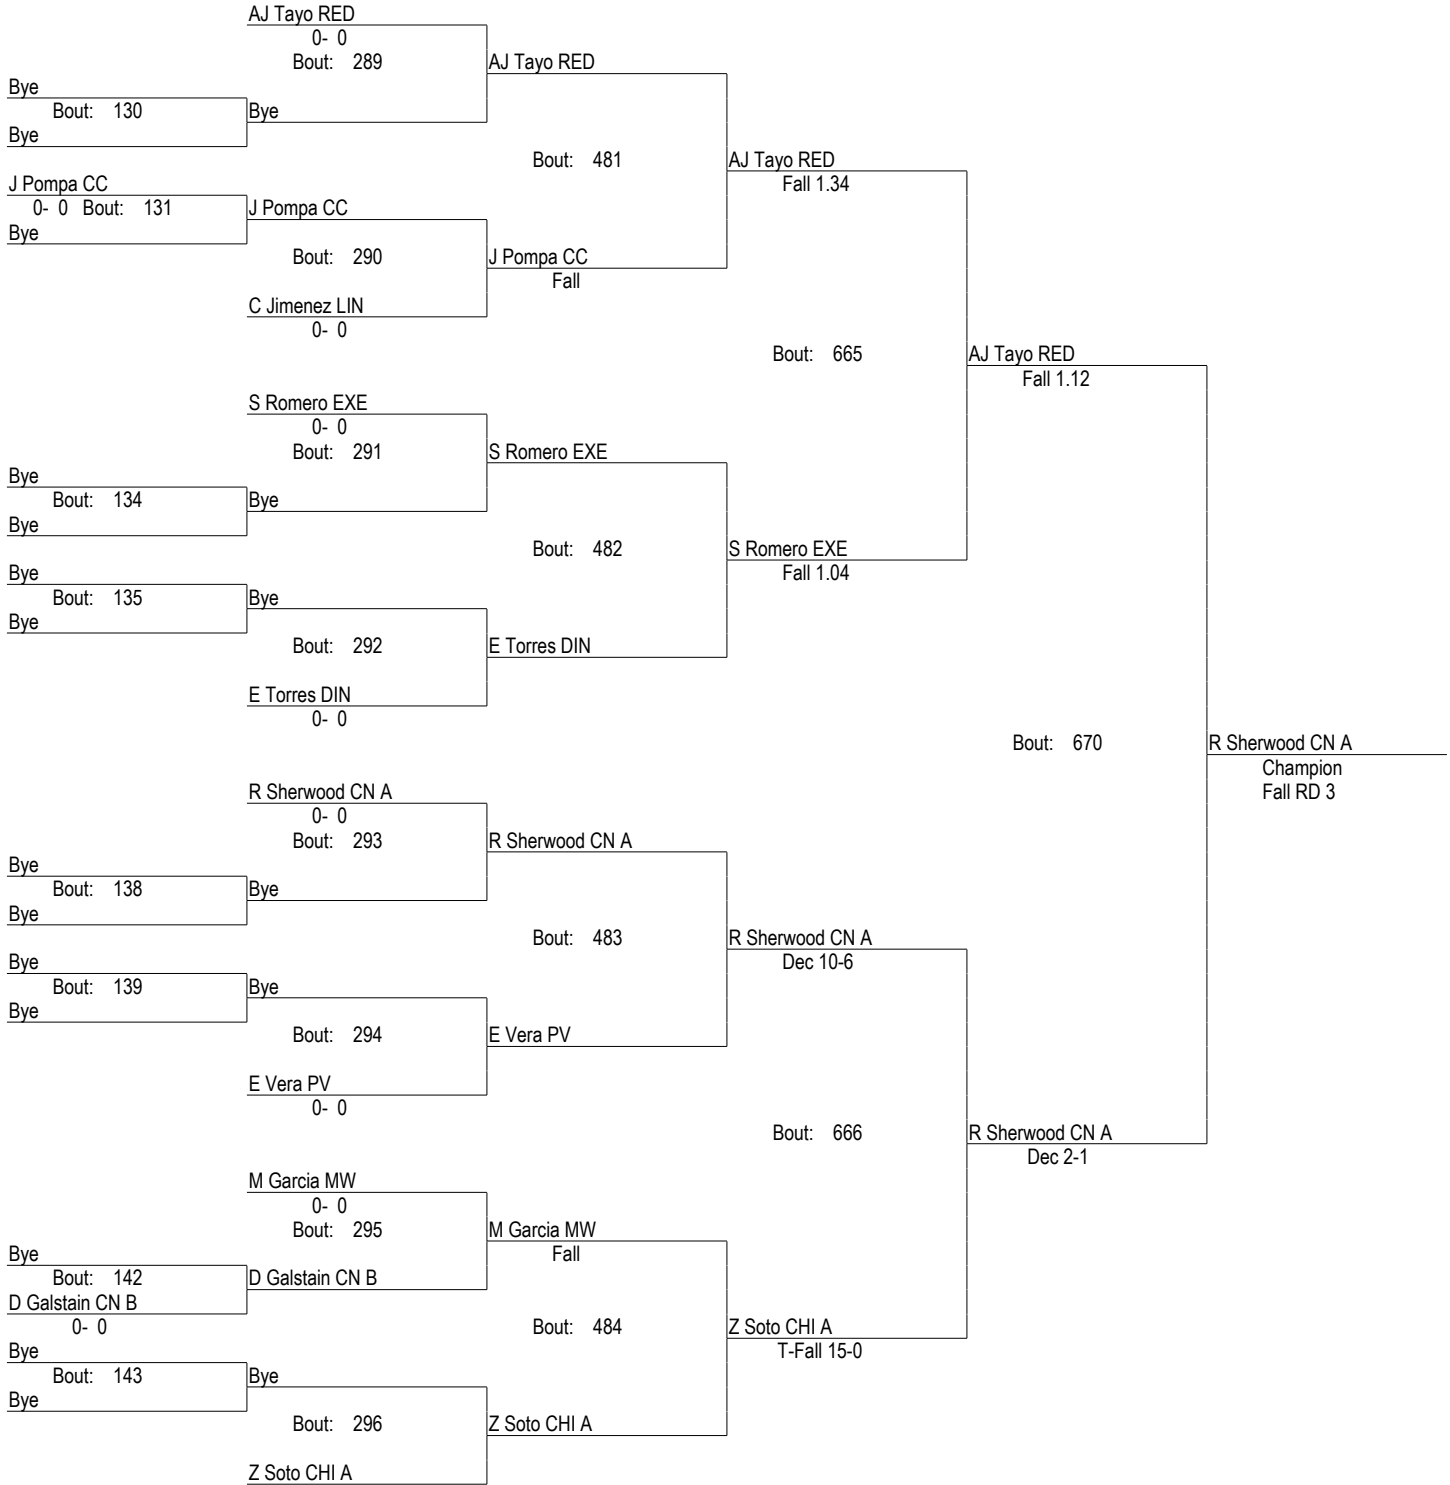 AJ Tayo RED
0- 0
Bout: 289
AJ Tayo RED
Bye
Bout: 130
Bye
Bye
Bout: 481
AJ Tayo RED
Fall 1.34
J Pompa CC
0- 0 Bout: 131
J Pompa CC
Bye
Bout: 290
J Pompa CC
Fall
C Jimenez LIN
0- 0
Bout: 665
AJ Tayo RED
Fall 1.12
S Romero EXE
0- 0
Bout: 291
S Romero EXE
Bye
Bout: 134
Bye
Bye
Bout: 482
S Romero EXE
Fall 1.04
Bye
Bout: 135
Bye
Bye
Bout: 292
E Torres DIN
E Torres DIN
0- 0
Bout: 670
R Sherwood CN A
Champion
Fall RD 3
R Sherwood CN A
0- 0
Bout: 293
R Sherwood CN A
Bye
Bout: 138
Bye
Bye
Bout: 483
R Sherwood CN A
Dec 10-6
Bye
Bout: 139
Bye
Bye
Bout: 294
E Vera PV
E Vera PV
0- 0
Bout: 666
R Sherwood CN A
Dec 2-1
M Garcia MW
0- 0
Bout: 295
M Garcia MW
Fall
Bye
Bout: 142
D Galstain CN B
D Galstain CN B
0- 0
Bout: 484
Z Soto CHI A
T-Fall 15-0
Bye
Bout: 143
Bye
Bye
Bout: 296
Z Soto CHI A
Z Soto CHI A